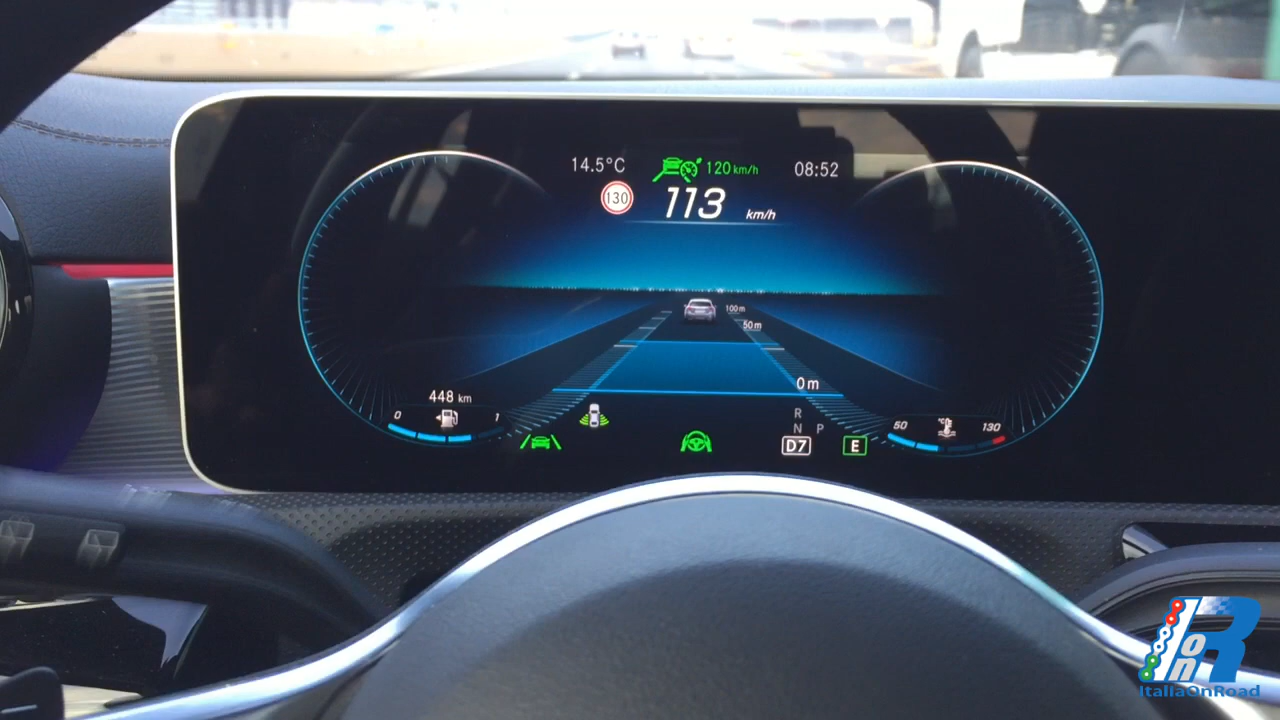 14.5°C 120 km/h 08:52
130 113 km/h
100 m
50 m
0 m
448 km
0 1
R
N P
D7 E
50 °C 130
R on
ItaliaOnRoad